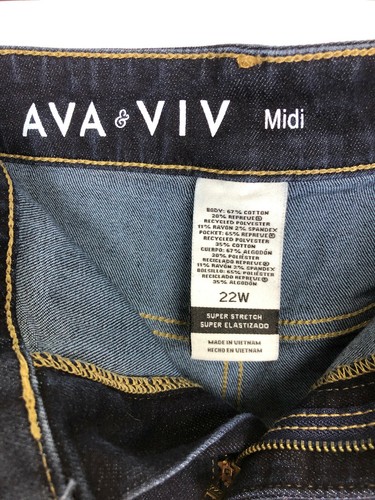 AVA & VIV Midi
BODY: 67% COTTON
20% REPREVE®
RECYCLED POLYESTER
11% RAYON 2% SPANDEX
POCKET: 65% REPREVE®
RECYCLED POLYESTER
35% COTTON
CUERPO: 67% ALGODÓN
20% POLIÉSTER
RECICLADO REPREVE®
11% RAYÓN 2% SPANDEX
BOLSILLO: 65% POLIÉSTER
RECICLADO REPREVE®
35% ALGODÓN
22W
SUPER STRETCH
SUPER ELASTIZADO
MADE IN VIETNAM
HECHO EN VIETNAM